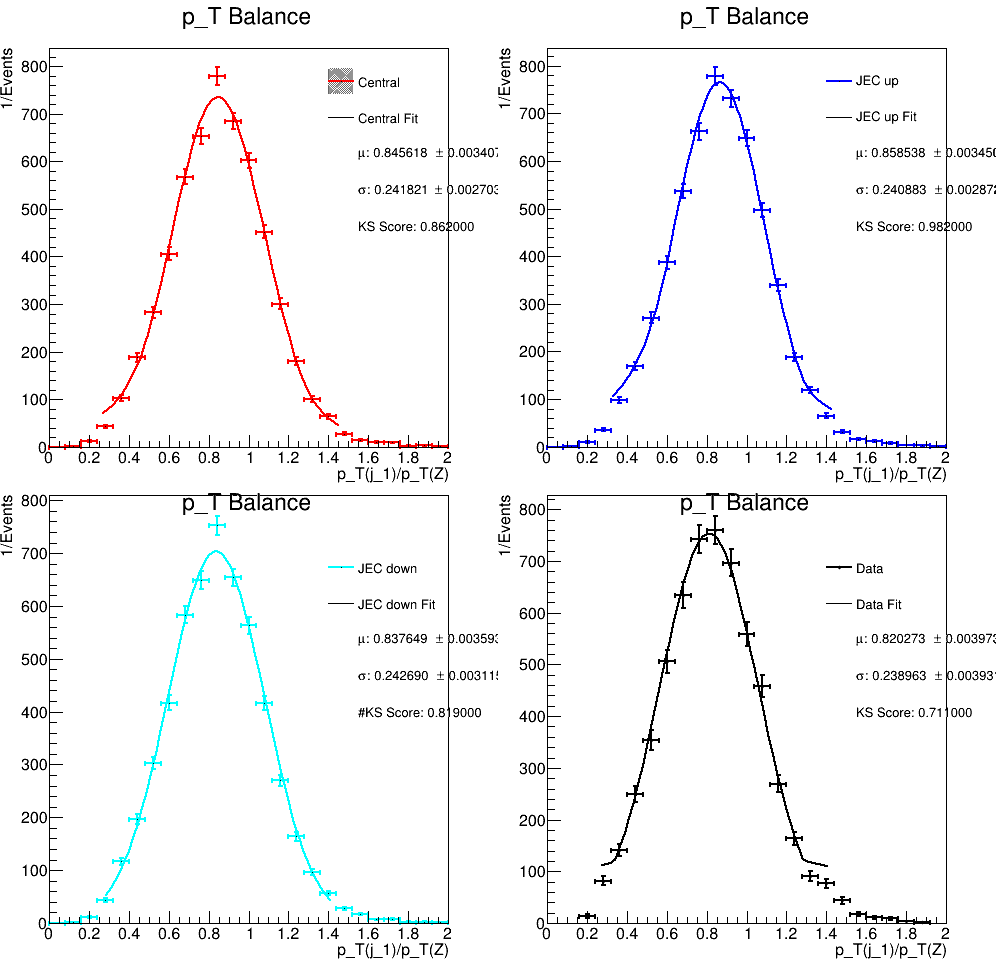 p_T Balance
1/Events
800
700
600
500
400
300
200
100
0
Central
Central Fit
μ: 0.845618 ± 0.003407
σ: 0.241821 ± 0.002703
KS Score: 0.862000
0 0.2 0.4 0.6 0.8 1 1.2 1.4 1.6 1.8 2
p_T(j_1)/p_T(Z)
p_T Balance
1/Events
800
700
600
500
400
300
200
100
0
JEC up
JEC up Fit
μ: 0.858538 ± 0.003450
σ: 0.240883 ± 0.002872
KS Score: 0.982000
0 0.2 0.4 0.6 0.8 1 1.2 1.4 1.6 1.8 2
p_T(j_1)/p_T(Z)
p_T Balance
1/Events
800
700
600
500
400
300
200
100
0
JEC down
JEC down Fit
μ: 0.837649 ± 0.003593
σ: 0.242690 ± 0.003115
#KS Score: 0.819000
0 0.2 0.4 0.6 0.8 1 1.2 1.4 1.6 1.8 2
p_T(j_1)/p_T(Z)
p_T Balance
1/Events
800
700
600
500
400
300
200
100
0
Data
Data Fit
μ: 0.820273 ± 0.003973
σ: 0.238963 ± 0.003931
KS Score: 0.711000
0 0.2 0.4 0.6 0.8 1 1.2 1.4 1.6 1.8 2
p_T(j_1)/p_T(Z)